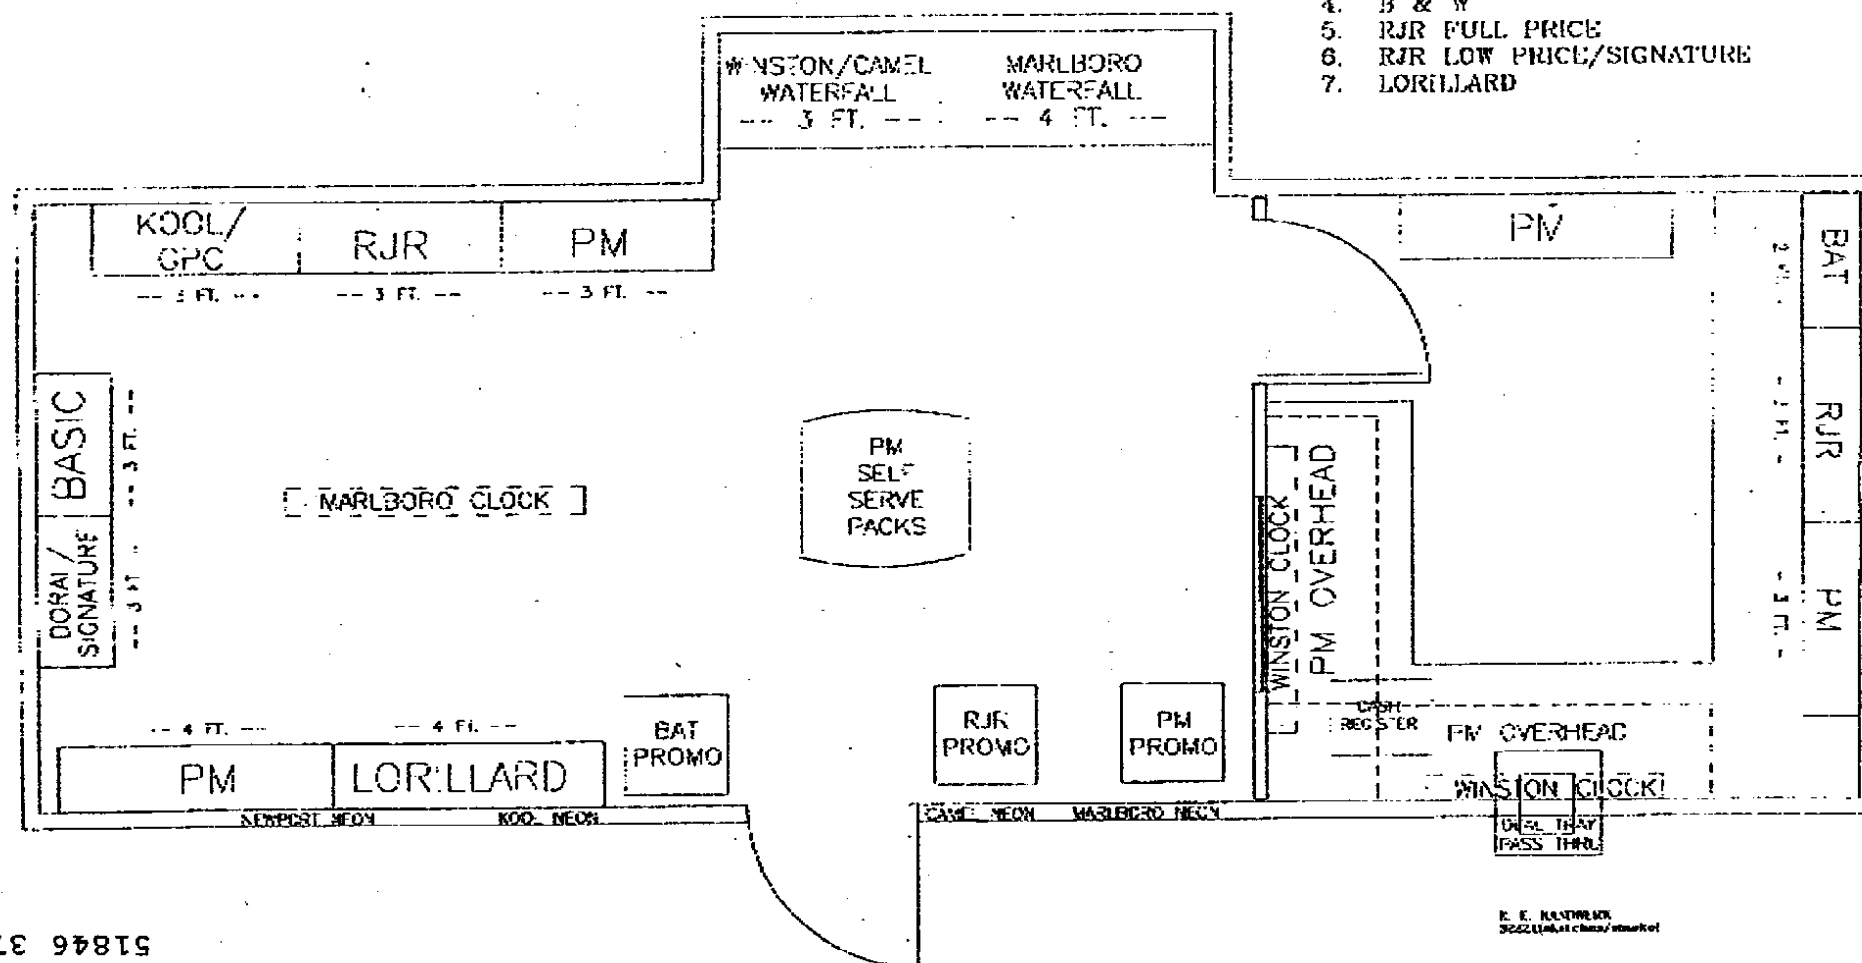 4. B & W
5. RJR FULL PRICE
6. RJR LOW PRICE/SIGNATURE
7. LORILLARD
WINSTON/CAMEL
WATERFALL
-- 3 FT. --
MARLBORO
WATERFALL
-- 4 FT. --
KOOL/
GPC
RJR
PM
FT. --
-- 3 FT. --
-- 3 FT. --
PM
BAT
RJR
PM
BASIC
-- 3 FT. --
DORAL/
SIGNATURE
-- 3 FT -
[ MARLBORO CLOCK ]
PM
SELF
SERVE
PACKS
WINSTON CLOCK
PM OVERHEAD
-- 4 FT. --
-- 4 FT. --
PM
LORILLARD
BAT
PROMO
RJR
PROMO
PM
PROMO
CASH
REGISTER
PM OVERHEAD
WINSTON CLOCK
DUAL TRAY
PASS THRU
NEWPORT NEON
KOOL NEON
CAMEL NEON
MARLBORO NEON
51846